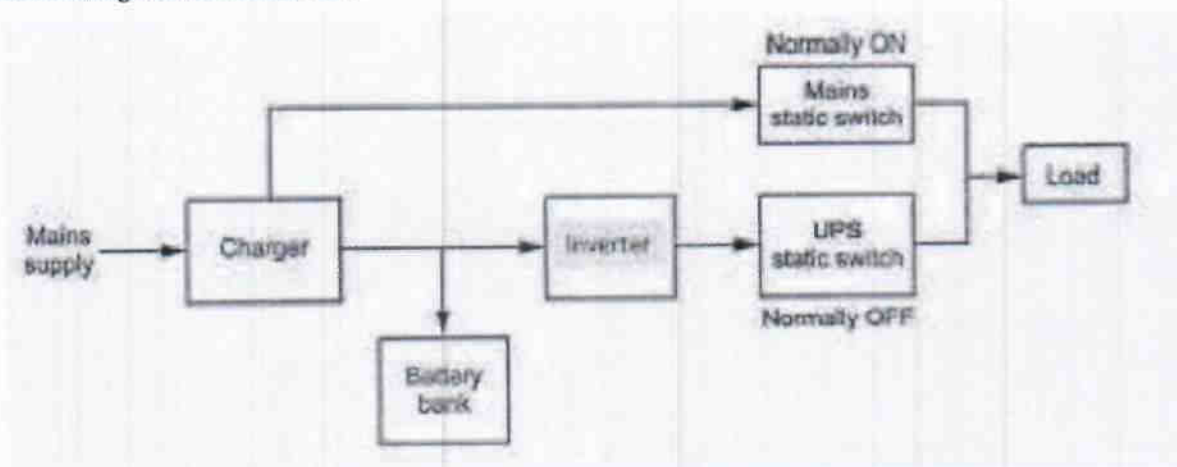 Normally ON
Mains
static switch
Load
Mains
supply
Charger
Inverter
UPS
static switch
Normally OFF
Battery
bank